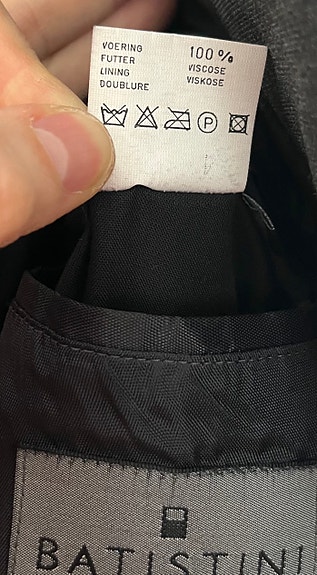 VOERING 100%
FUTTER VISCOSE
LINING VISKOSE
DOUBLURE
P
BATISTINI